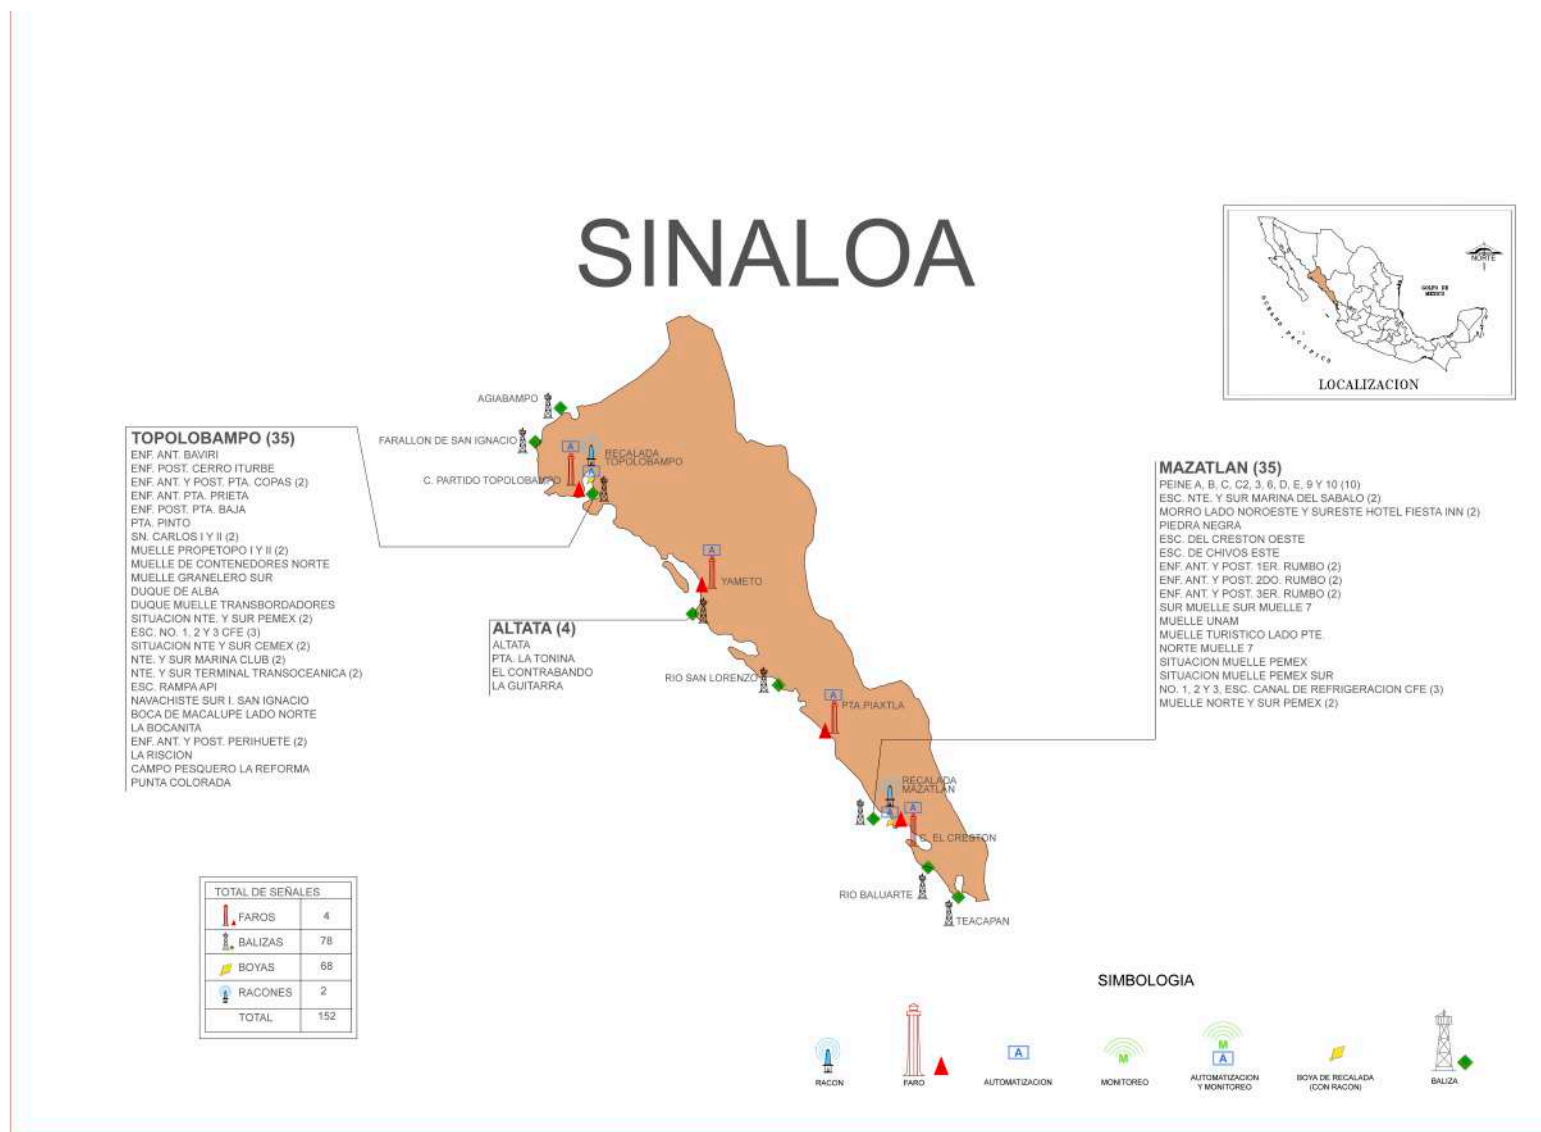 SINALOA
NORTE
GOLFO DE
MEXICO
OCEANO PACIFICO
LOCALIZACION
AGIABAMPO
FARALLON DE SAN IGNACIO
A
RECALADA
TOPOLOBAMPO
A
C. PARTIDO TOPOLOBAMPO
TOPOLOBAMPO (35)
ENF. ANT. BAVIRI
ENF. POST. CERRO ITURBE
ENF. ANT. Y POST. PTA. COPAS (2)
ENF. ANT. PTA. PRIETA
ENF. POST. PTA. BAJA
PTA. PINTO
SN. CARLOS I Y II (2)
MUELLE PROPETOPO I Y II (2)
MUELLE DE CONTENEDORES NORTE
MUELLE GRANELERO SUR
DUQUE DE ALBA
DUQUE MUELLE TRANSBORDADORES
SITUACION NTE. Y SUR PEMEX (2)
ESC. NO. 1, 2 Y 3 CFE (3)
SITUACION NTE Y SUR CEMEX (2)
NTE. Y SUR MARINA CLUB (2)
NTE. Y SUR TERMINAL TRANSOCEANICA (2)
ESC. RAMPA API
NAVACHISTE SUR I. SAN IGNACIO
BOCA DE MACALUPE LADO NORTE
LA BOCANITA
ENF. ANT. Y POST. PERIHUETE (2)
LA RISCION
CAMPO PESQUERO LA REFORMA
PUNTA COLORADA
A
YAMETO
ALTATA (4)
ALTATA
PTA. LA TONINA
EL CONTRABANDO
LA GUITARRA
RIO SAN LORENZO
A
PTA.PIAXTLA
MAZATLAN (35)
PEINE A, B, C, C2, 3, 6, D, E, 9 Y 10 (10)
ESC. NTE. Y SUR MARINA DEL SABALO (2)
MORRO LADO NOROESTE Y SURESTE HOTEL FIESTA INN (2)
PIEDRA NEGRA
ESC. DEL CRESTON OESTE
ESC. DE CHIVOS ESTE
ENF. ANT. Y POST. 1ER. RUMBO (2)
ENF. ANT. Y POST. 2DO. RUMBO (2)
ENF. ANT. Y POST. 3ER. RUMBO (2)
SUR MUELLE SUR MUELLE 7
MUELLE UNAM
MUELLE TURISTICO LADO PTE.
NORTE MUELLE 7
SITUACION MUELLE PEMEX
SITUACION MUELLE PEMEX SUR
NO. 1, 2 Y 3, ESC. CANAL DE REFRIGERACION CFE (3)
MUELLE NORTE Y SUR PEMEX (2)
RECALADA
MAZATLAN
A
A
C. EL CRESTON
RIO BALUARTE
TEACAPAN
TOTAL DE SEÑALES
FAROS 4
BALIZAS 78
BOYAS 68
RACONES 2
TOTAL 152
SIMBOLOGIA
RACON
FARO
A
AUTOMATIZACION
M
MONITOREO
M
A
AUTOMATIZACION
Y MONITOREO
BOYA DE RECALADA
(CON RACON)
BALIZA